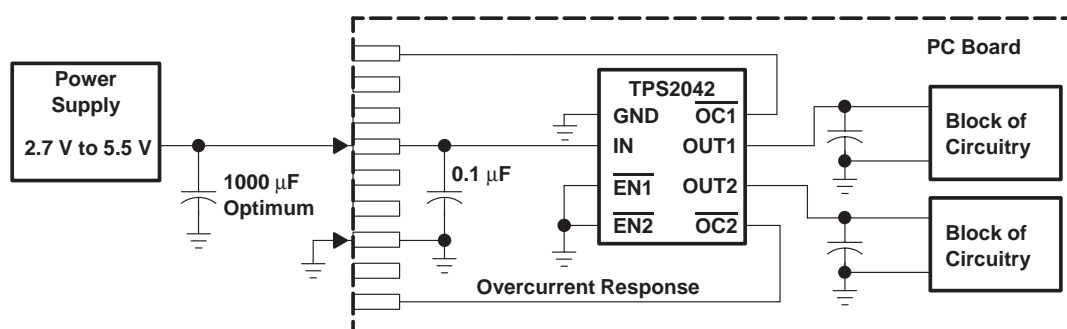 PC Board
Power
Supply
2.7 V to 5.5 V
1000 μF
Optimum
0.1 μF
TPS2042
GND
OC1
IN
OUT1
EN1
OUT2
EN2
OC2
Overcurrent Response
Block of
Circuitry
Block of
Circuitry